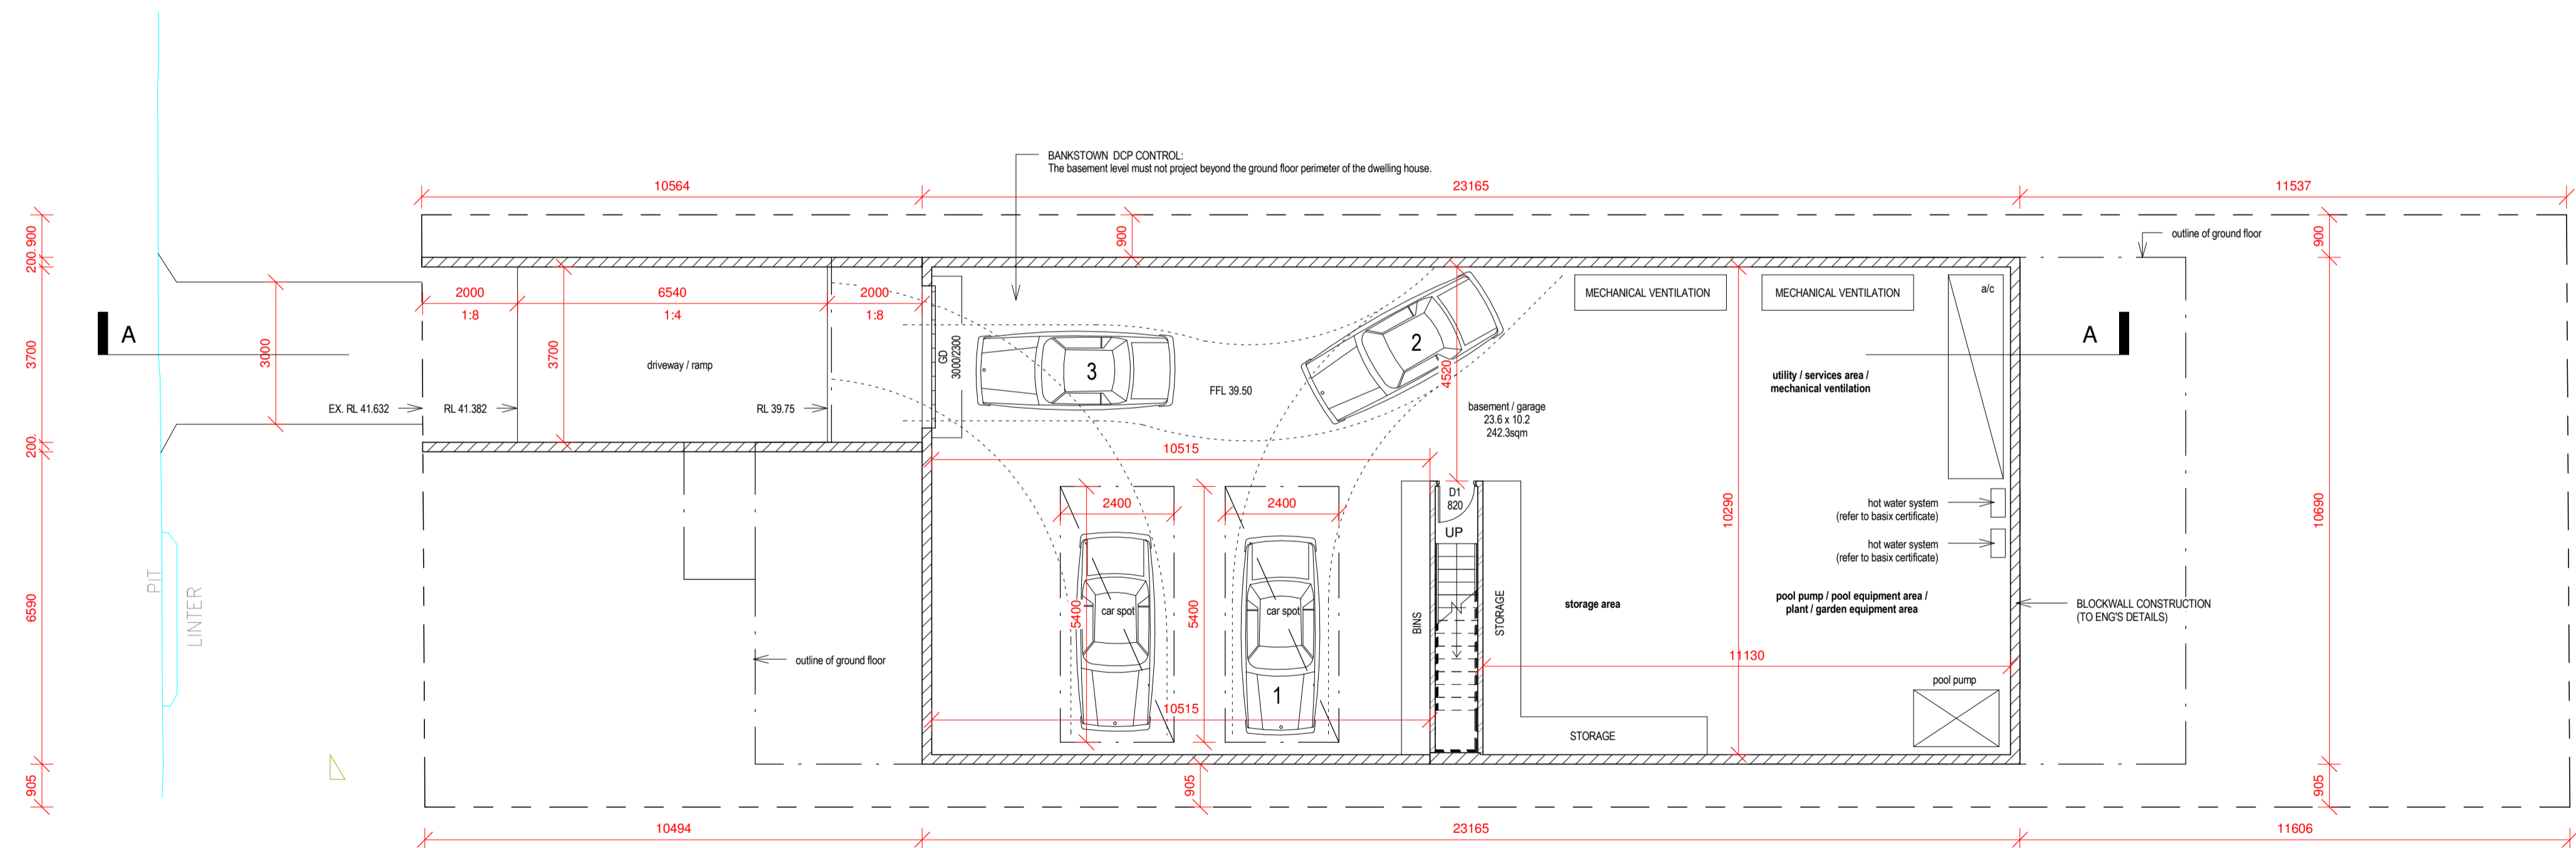 BANKSTOWN DCP CONTROL:
The basement level must not project beyond the ground floor perimeter of the dwelling house.
10564
23165
11537
200. 900
900
900
outline of ground floor
2000
6540
2000
1:8
1:4
1:8
MECHANICAL VENTILATION
MECHANICAL VENTILATION
a/c
A
A
3700
3000
3700
driveway / ramp
GD
3000/2300
3
2
4520
FFL 39.50
utility / services area /
mechanical ventilation
EX. RL 41.632
RL 41.382
RL 39.75
basement / garage
23.6 x 10.2
242.3sqm
200.
10515
2400
2400
D1
820
UP
10290
10690
hot water system
(refer to basix certificate)
hot water system
(refer to basix certificate)
PIT
LINTER
6590
5400
car spot
5400
car spot
BINS
STORAGE
storage area
pool pump / pool equipment area /
plant / garden equipment area
BLOCKWALL CONSTRUCTION
(TO ENG'S DETAILS)
outline of ground floor
11130
1
pool pump
10515
STORAGE
905
905
905
10494
23165
11606